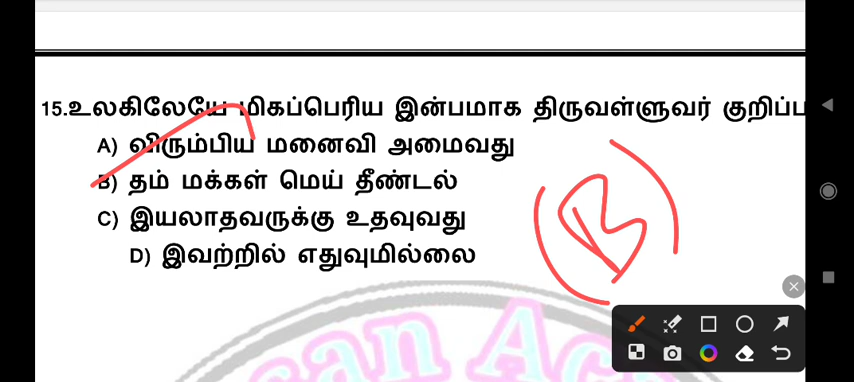 15.உலகிலேயே மிகப்பெரிய இன்பமாக திருவள்ளுவர் குறிப்ப
A) விரும்பிய மனைவி அமைவது
B) தம் மக்கள் மெய் தீண்டல்
C) இயலாதவருக்கு உதவுவது
D) இவற்றில் எதுவுமில்லை
(B)